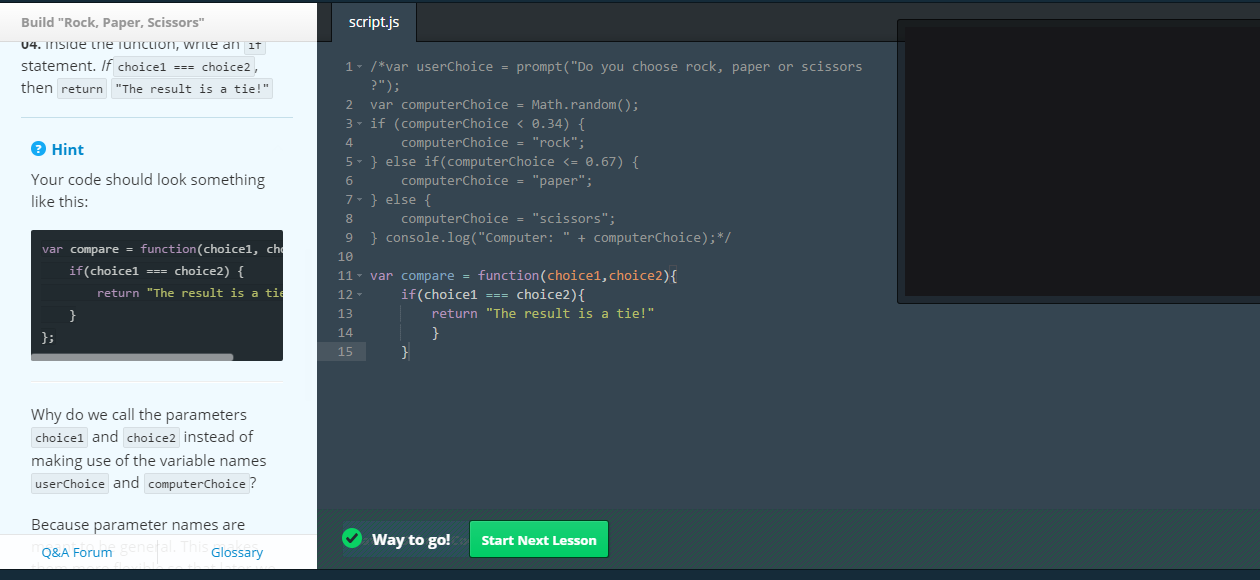 Build "Rock, Paper, Scissors"
04. Inside the function, write an if
statement. If choice1 === choice2,
then return "The result is a tie!"
Hint
Your code should look something
like this:
var compare = function(choice1, cho
if(choice1 === choice2) {
return "The result is a tie
}
};
Why do we call the parameters
choice1 and choice2 instead of
making use of the variable names
userChoice and computerChoice?
Because parameter names are
meant to be general. This makes
Q&A Forum
Glossary
script.js
1 /*var userChoice = prompt("Do you choose rock, paper or scissors
?");
2 var computerChoice = Math.random();
3 if (computerChoice < 0.34) {
4 computerChoice = "rock";
5 } else if(computerChoice <= 0.67) {
6 computerChoice = "paper";
7 } else {
8 computerChoice = "scissors";
9 } console.log("Computer: " + computerChoice);*/
10
11 var compare = function(choice1,choice2){
12 if(choice1 === choice2){
13 return "The result is a tie!"
14 }
15 }
Way to go!
Start Next Lesson